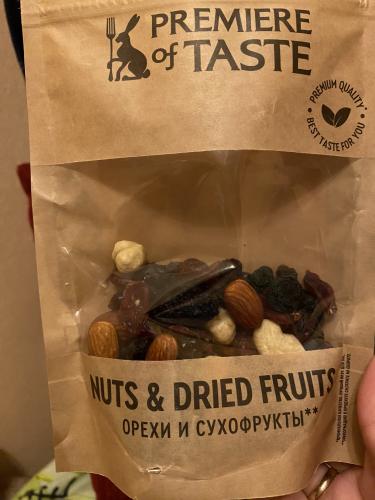 PREMIERE
of TASTE
PREMIUM QUALITY*
BEST TASTE FOR YOU
NUTS & DRIED FRUITS
ОРЕХИ И СУХОФРУКТЫ**